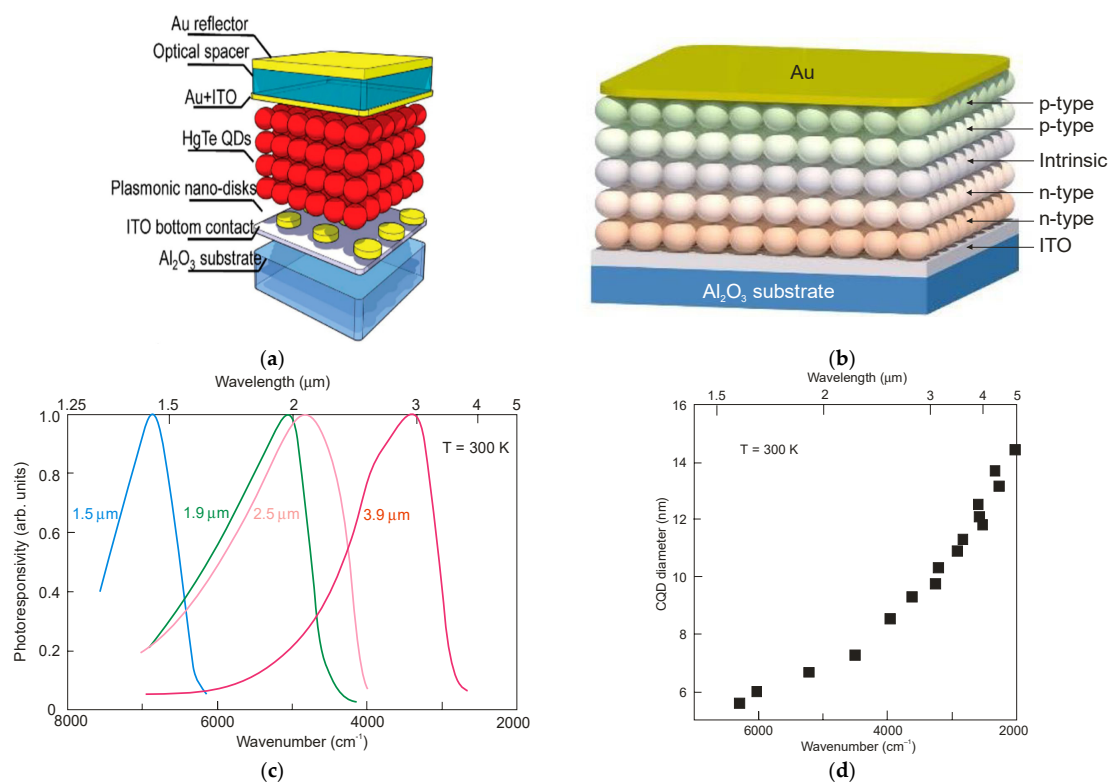 (a)
Au reflector
Optical spacer
Au+ITO
HgTe QDs
Plasmonic nano-disks
ITO bottom contact
Al₂O₃ substrate
Au
p-type
p-type
Intrinsic
n-type
n-type
ITO
Al₂O₃ substrate
(b)
Wavelength (μm)
1.25 1.5 2 3 4 5
1.0
0.8
0.6
0.4
0.2
0
Photoresponsivity (arb. units)
T = 300 K
1.5 μm
1.9 μm
2.5 μm
3.9 μm
8000 6000 4000 2000
Wavenumber (cm⁻¹)
(c)
Wavelength (μm)
1.5 2 3 4 5
16
14
12
10
8
6
CQD diameter (nm)
T = 300 K
6000 4000 2000
Wavenumber (cm⁻¹)
(d)